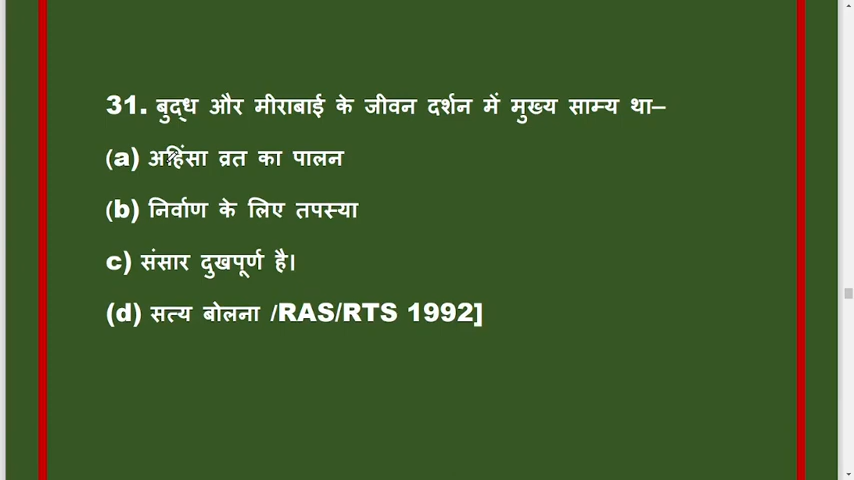 31. बुद्ध और मीराबाई के जीवन दर्शन में मुख्य साम्य था–
(a) अहिंसा व्रत का पालन
(b) निर्वाण के लिए तपस्या
c) संसार दुखपूर्ण है।
(d) सत्य बोलना /RAS/RTS 1992]